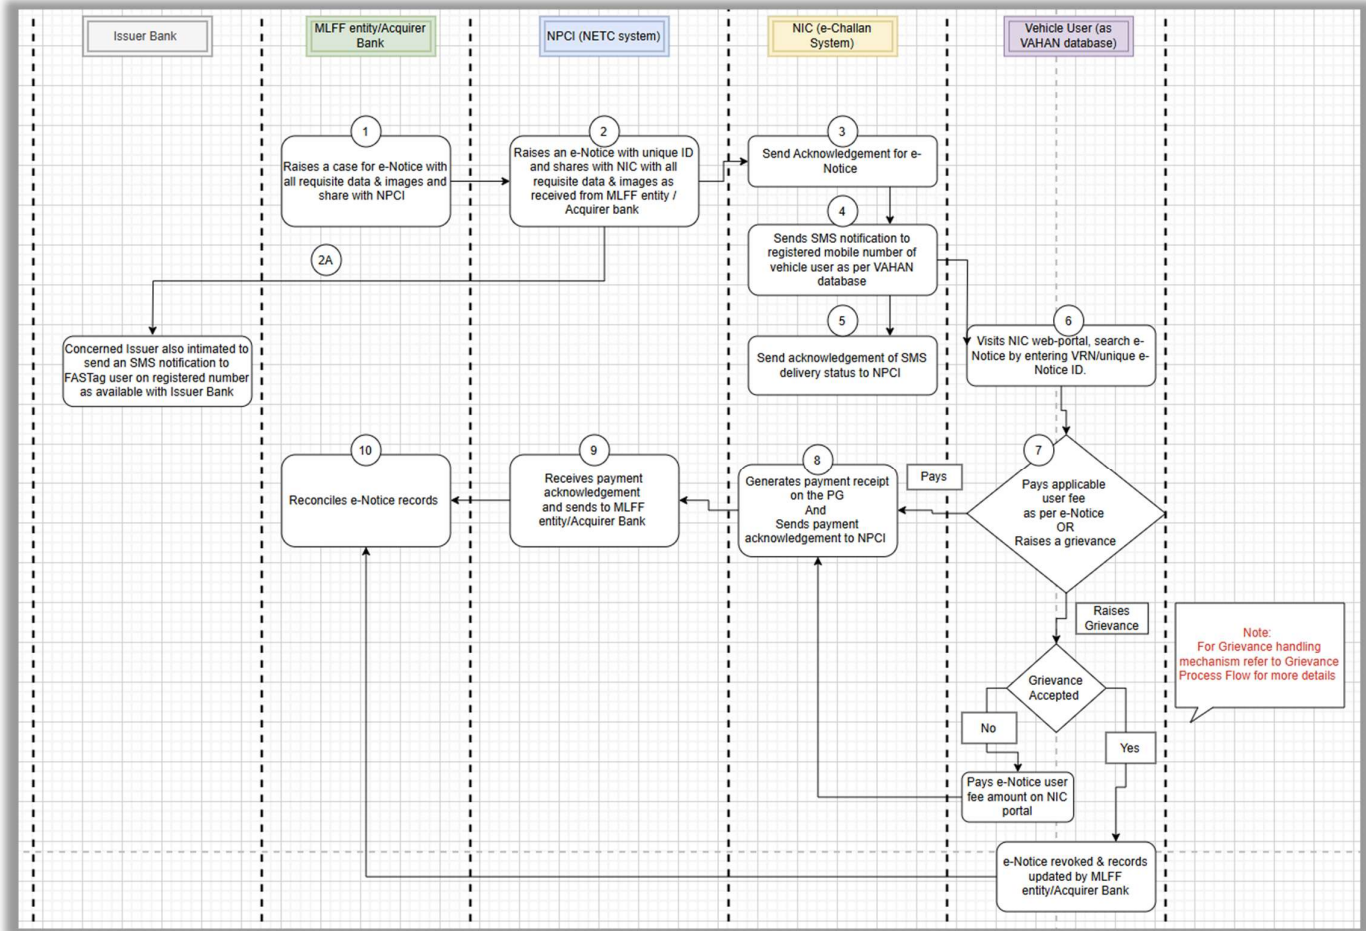 Issuer Bank
MLFF entity/Acquirer
Bank
NPCI (NETC system)
NIC (e-Challan
System)
Vehicle User (as
VAHAN database)
1
Raises a case for e-Notice with
all requisite data & images and
share with NPCI
2
Raises an e-Notice with unique ID
and shares with NIC with all
requisite data & images as
received from MLFF entity /
Acquirer bank
3
Send Acknowledgement for e-
Notice
4
Sends SMS notification to
registered mobile number of
vehicle user as per VAHAN
database
2A
Concerned Issuer also intimated to
send an SMS notification to
FASTag user on registered number
as available with Issuer Bank
5
Send acknowledgement of SMS
delivery status to NPCI
6
Visits NIC web-portal, search e-
Notice by entering VRN/unique e-
Notice ID.
7
Pays applicable
user fee
as per e-Notice
OR
Raises a grievance
Pays
8
Generates payment receipt
on the PG
And
Sends payment
acknowledgement to NPCI
9
Receives payment
acknowledgement
and sends to MLFF
entity/Acquirer Bank
10
Reconciles e-Notice records
Raises
Grievance
Note:
For Grievance handling
mechanism refer to Grievance
Process Flow for more details
Grievance
Accepted
No
Yes
Pays e-Notice user
fee amount on NIC
portal
e-Notice revoked & records
updated by MLFF
entity/Acquirer Bank